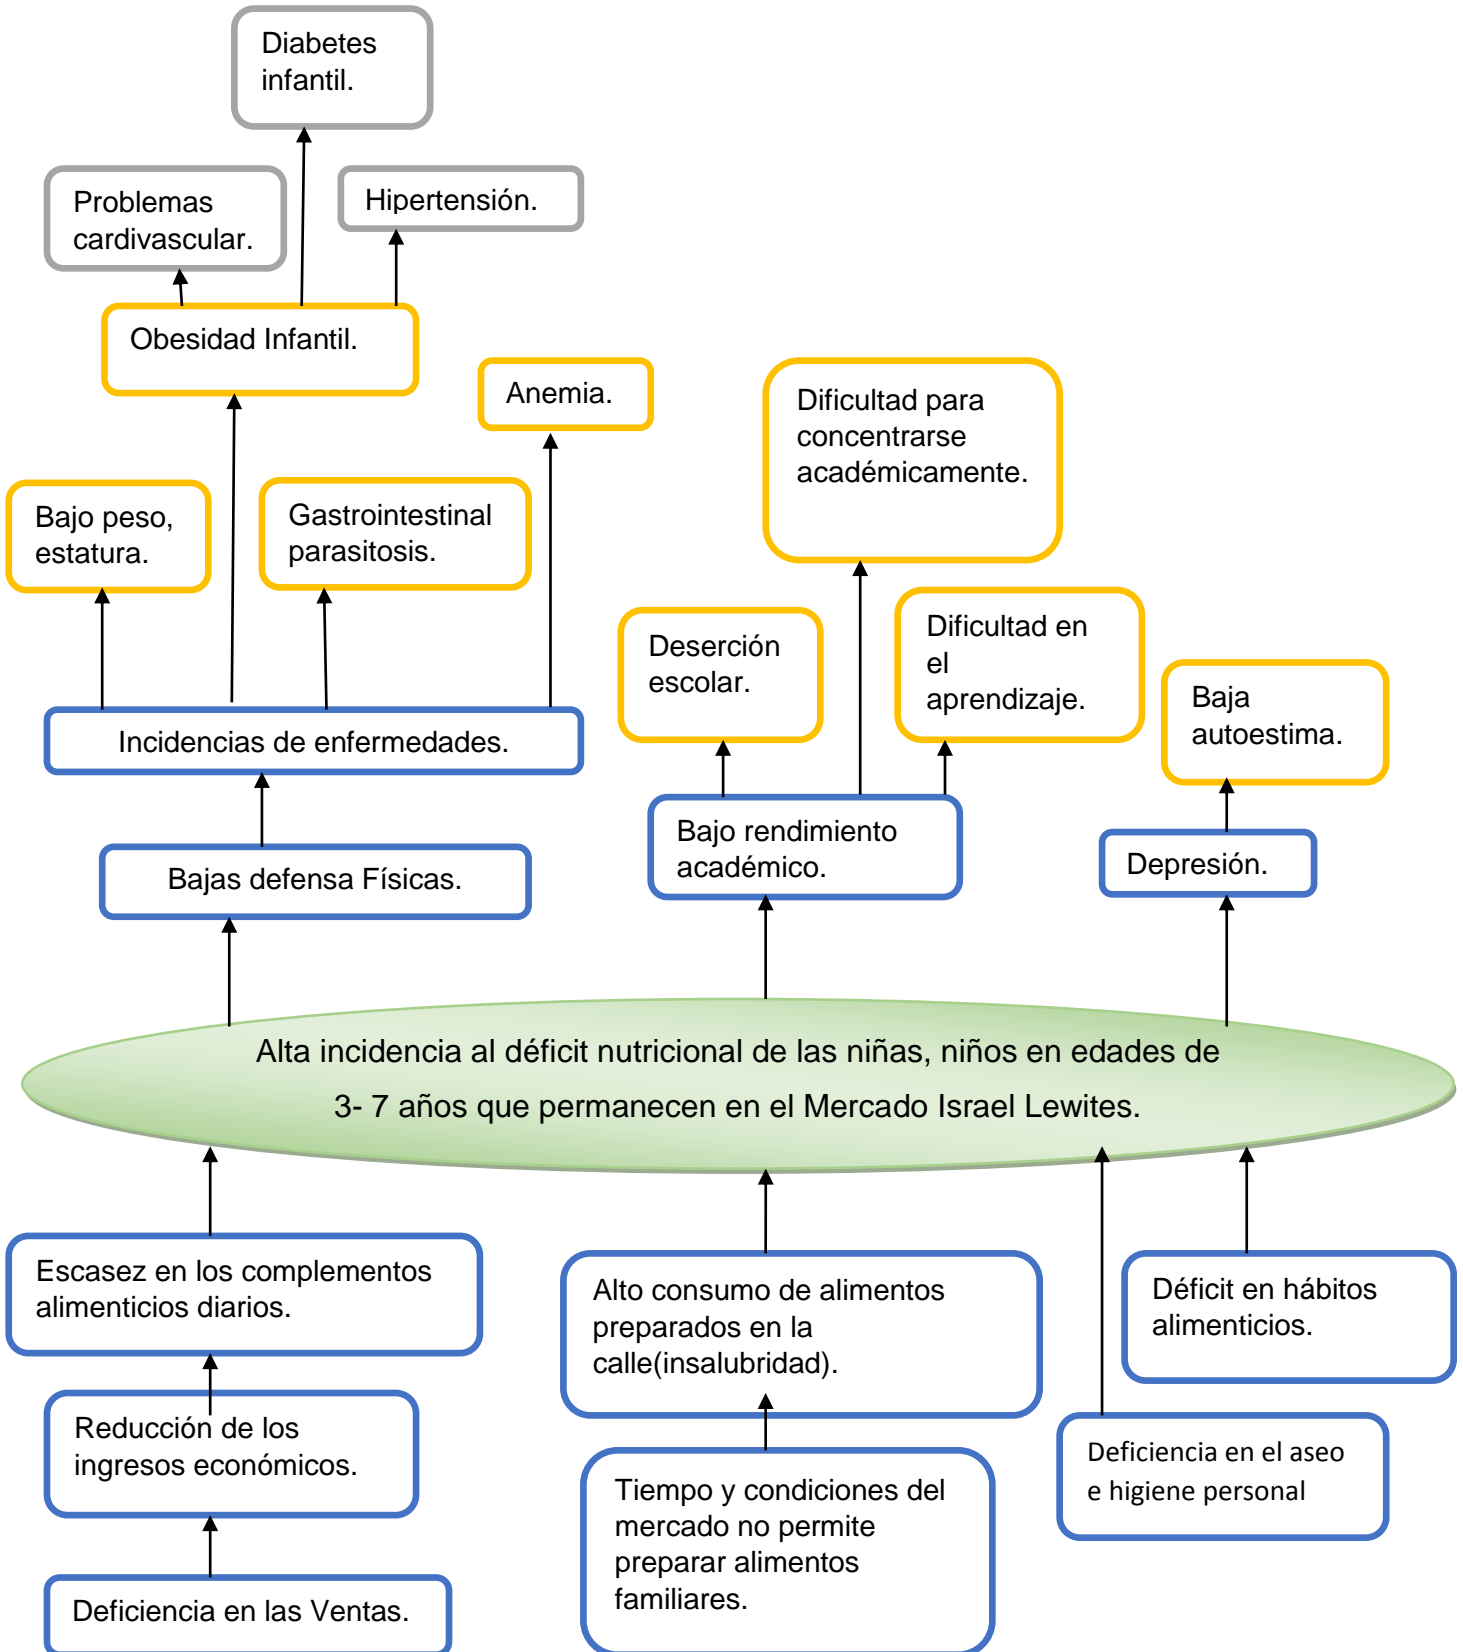 Diabetes
infantil.
Problemas
cardivascular.
Hipertensión.
Obesidad Infantil.
Anemia.
Dificultad para
concentrarse
académicamente.
Bajo peso,
estatura.
Gastrointestinal
parasitosis.
Deserción
escolar.
Dificultad en
el
aprendizaje.
Baja
autoestima.
Incidencias de enfermedades.
Bajo rendimiento
académico.
Depresión.
Bajas defensa Físicas.
Alta incidencia al déficit nutricional de las niñas, niños en edades de
3- 7 años que permanecen en el Mercado Israel Lewites.
Escasez en los complementos
alimenticios diarios.
Alto consumo de alimentos
preparados en la
calle(insalubridad).
Déficit en hábitos
alimenticios.
Reducción de los
ingresos económicos.
Deficiencia en el aseo
e higiene personal
Tiempo y condiciones del
mercado no permite
preparar alimentos
familiares.
Deficiencia en las Ventas.